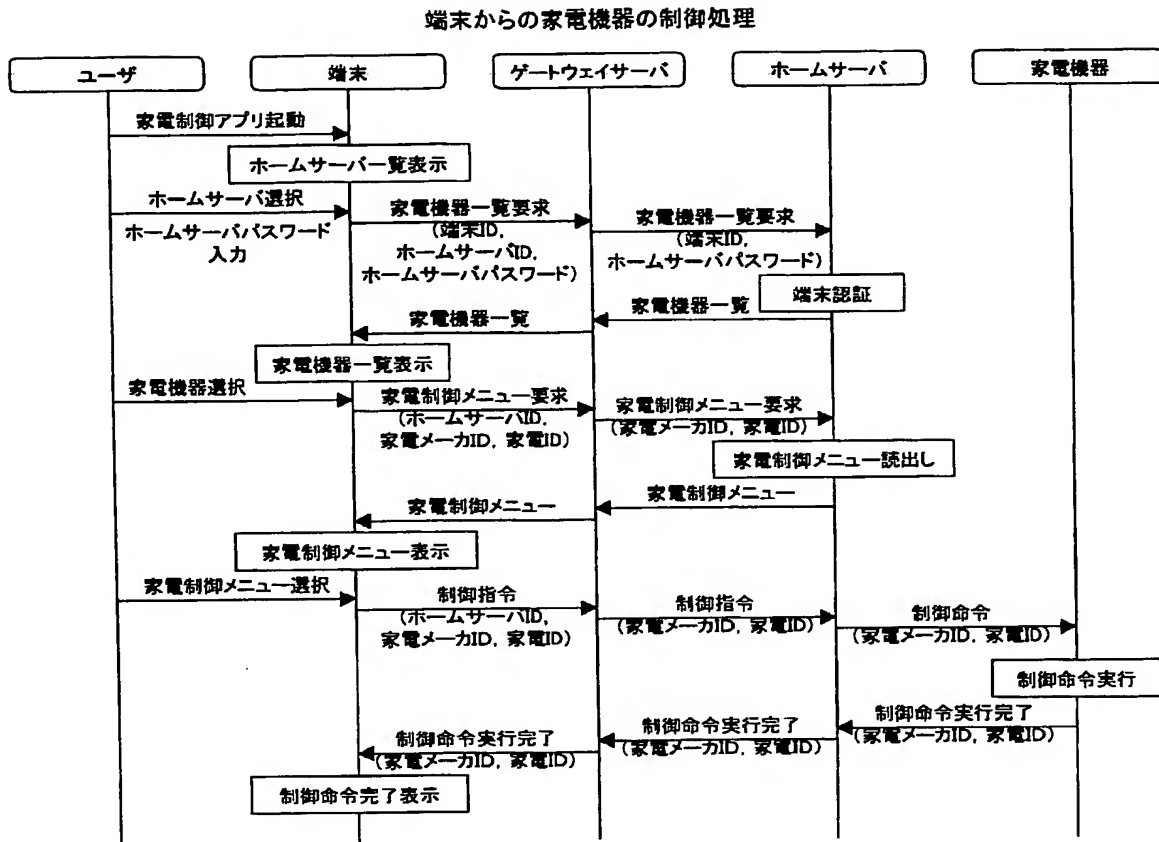 端末からの家電機器の制御処理
ユーザ
端末
ゲートウェイサーバ
ホームサーバ
家電機器
家電制御アプリ起動
ホームサーバ一覧表示
ホームサーバ選択
ホームサーバパスワード
入力
家電機器一覧要求
(端末ID,
ホームサーバID,
ホームサーバパスワード)
家電機器一覧要求
(端末ID,
ホームサーバパスワード)
端末認証
家電機器一覧
家電機器一覧
家電機器一覧表示
家電機器選択
家電制御メニュー要求
(ホームサーバID,
家電メーカID, 家電ID)
家電制御メニュー要求
(家電メーカID, 家電ID)
家電制御メニュー読出し
家電制御メニュー
家電制御メニュー
家電制御メニュー表示
家電制御メニュー選択
制御指令
(ホームサーバID,
家電メーカID, 家電ID)
制御指令
(家電メーカID, 家電ID)
制御命令
(家電メーカID, 家電ID)
制御命令実行
制御命令実行完了
(家電メーカID, 家電ID)
制御命令実行完了
(家電メーカID, 家電ID)
制御命令実行完了
(家電メーカID, 家電ID)
制御命令完了表示